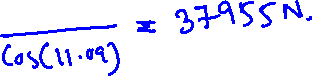 cos(11.09) = 37955N.